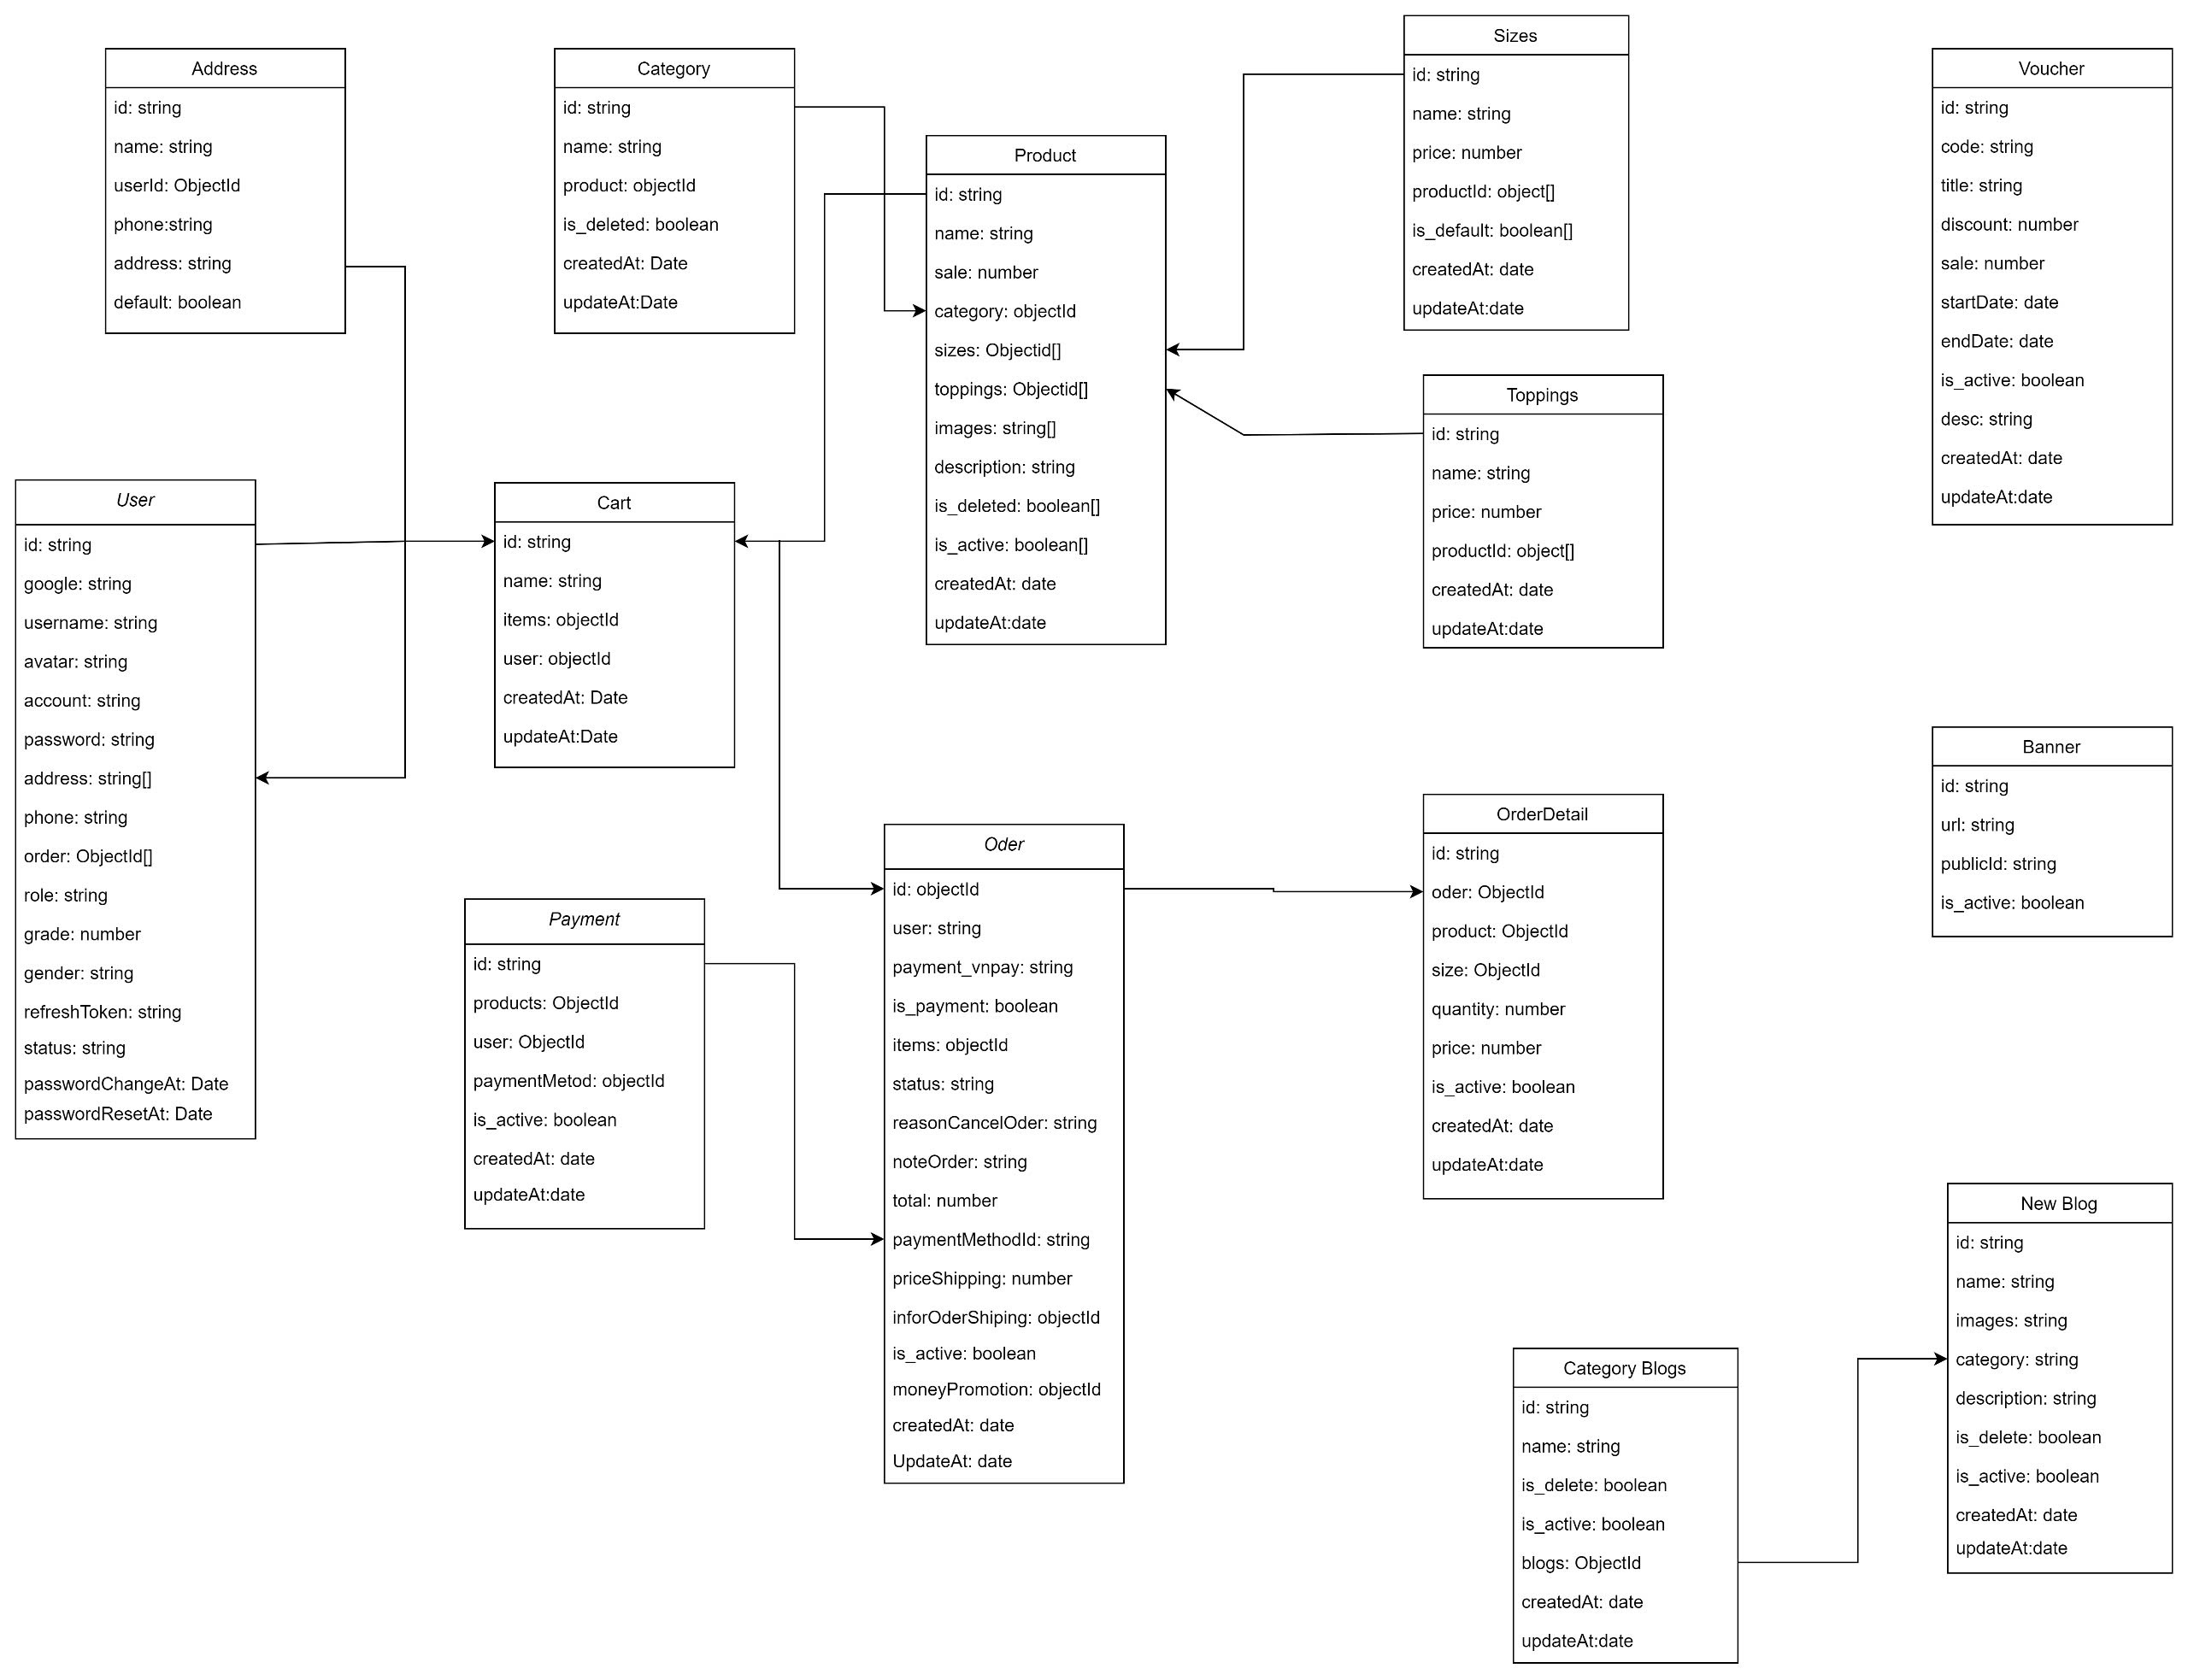 Address
id: string
name: string
userId: ObjectId
phone:string
address: string
default: boolean
Category
id: string
name: string
product: objectId
is_deleted: boolean
createdAt: Date
updateAt:Date
Product
id: string
name: string
sale: number
category: objectId
sizes: Objectid[]
toppings: Objectid[]
images: string[]
description: string
is_deleted: boolean[]
is_active: boolean[]
createdAt: date
updateAt:date
Sizes
id: string
name: string
price: number
productId: object[]
is_default: boolean[]
createdAt: date
updateAt:date
Toppings
id: string
name: string
price: number
productId: object[]
createdAt: date
updateAt:date
Voucher
id: string
code: string
title: string
discount: number
sale: number
startDate: date
endDate: date
is_active: boolean
desc: string
createdAt: date
updateAt:date
User
id: string
google: string
username: string
avatar: string
account: string
password: string
address: string[]
phone: string
order: ObjectId[]
role: string
grade: number
gender: string
refreshToken: string
status: string
passwordChangeAt: Date
passwordResetAt: Date
Cart
id: string
name: string
items: objectId
user: objectId
createdAt: Date
updateAt:Date
Payment
id: string
products: ObjectId
user: ObjectId
paymentMetod: objectId
is_active: boolean
createdAt: date
updateAt:date
Oder
id: objectId
user: string
payment_vnpay: string
is_payment: boolean
items: objectId
status: string
reasonCancelOder: string
noteOrder: string
total: number
paymentMethodId: string
priceShipping: number
inforOderShiping: objectId
is_active: boolean
moneyPromotion: objectId
createdAt: date
UpdateAt: date
OrderDetail
id: string
oder: ObjectId
product: ObjectId
size: ObjectId
quantity: number
price: number
is_active: boolean
createdAt: date
updateAt:date
Banner
id: string
url: string
publicId: string
is_active: boolean
Category Blogs
id: string
name: string
is_delete: boolean
is_active: boolean
blogs: ObjectId
createdAt: date
updateAt:date
New Blog
id: string
name: string
images: string
category: string
description: string
is_delete: boolean
is_active: boolean
createdAt: date
updateAt:date